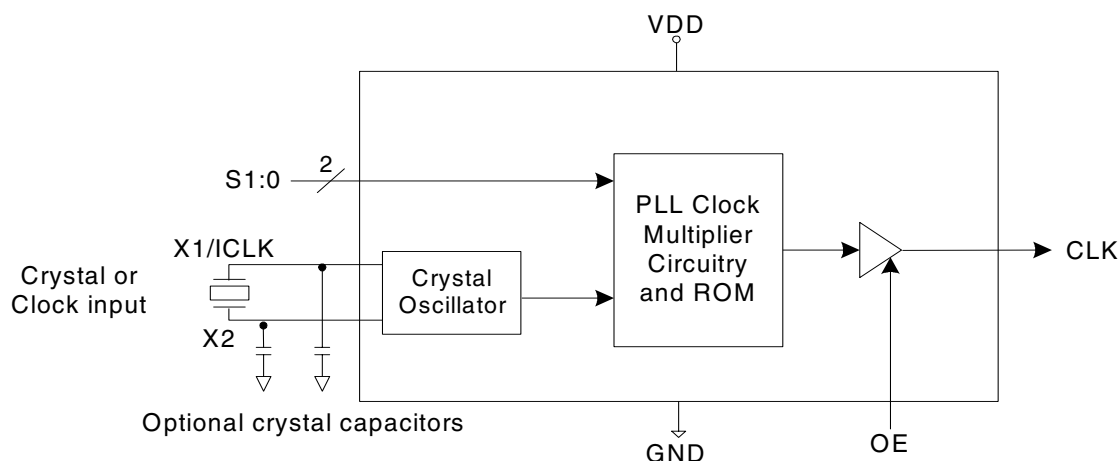 VDD
2
S1:0
PLL Clock
Multiplier
Circuitry
and ROM
X1/ICLK
CLK
Crystal or
Clock input
Crystal
Oscillator
X2
Optional crystal capacitors
GND
OE